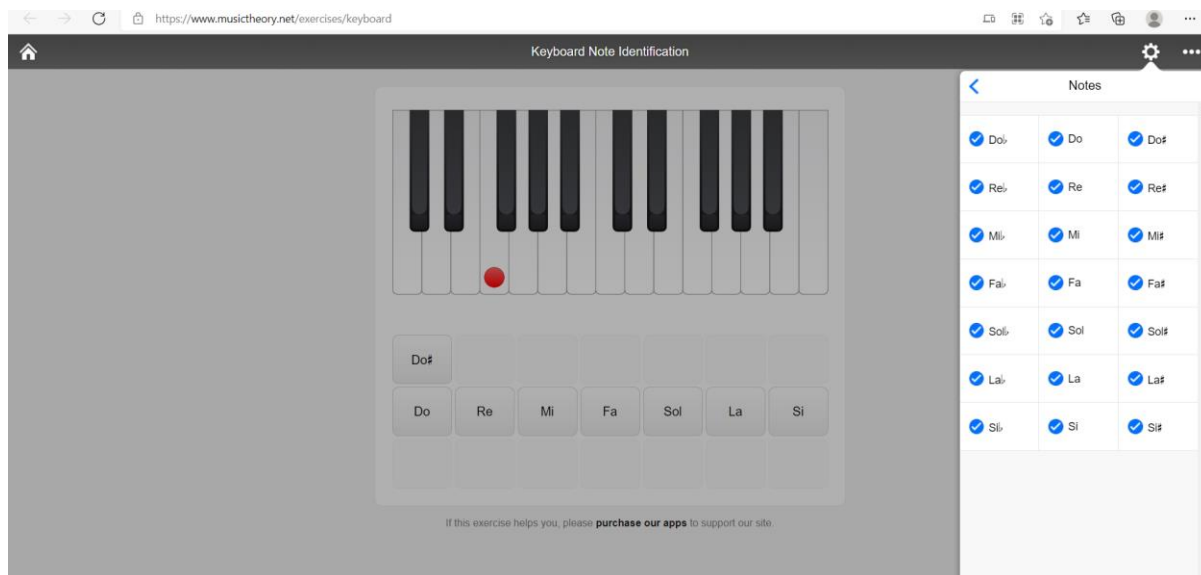 https://www.musictheory.net/exercises/keyboard
Keyboard Note Identification
Notes
Do♭ Do Do♯
Re♭ Re Re♯
Mi♭ Mi Mi♯
Fa♭ Fa Fa♯
Sol♭ Sol Sol♯
La♭ La La♯
Si♭ Si Si♯
Do♯
Do Re Mi Fa Sol La Si
If this exercise helps you, please purchase our apps to support our site.